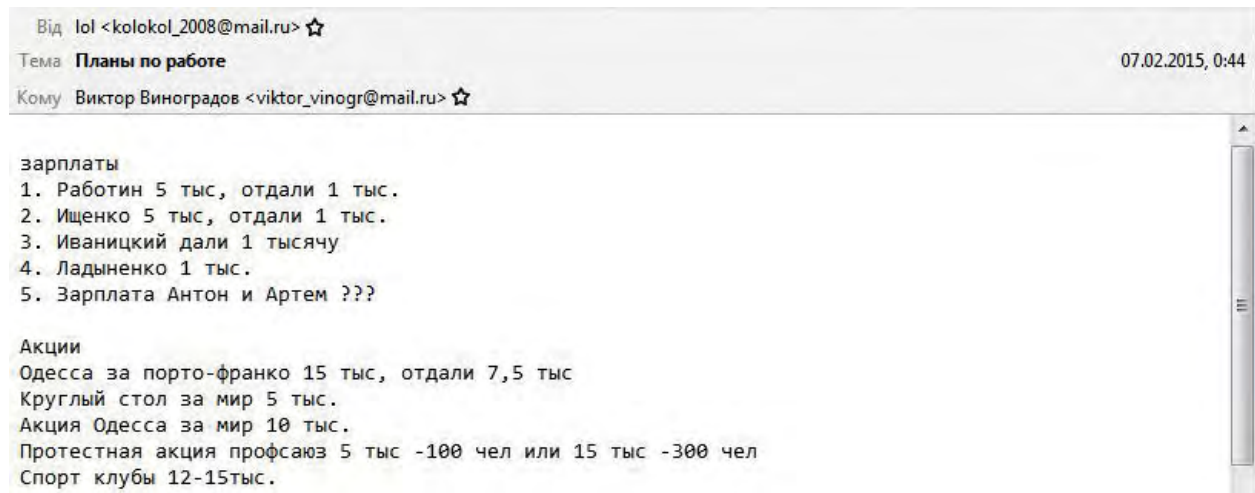 Від lol <kolokol_2008@mail.ru>
Тема Планы по работе 07.02.2015, 0:44
Кому Виктор Виноградов <viktor_vinogr@mail.ru>
зарплаты
1. Работин 5 тыс, отдали 1 тыс.
2. Ищенко 5 тыс, отдали 1 тыс.
3. Иваницкий дали 1 тысячу
4. Ладыненко 1 тыс.
5. Зарплата Антон и Артем ???
Акции
Одесса за порто-франко 15 тыс, отдали 7,5 тыс
Круглый стол за мир 5 тыс.
Акция Одесса за мир 10 тыс.
Протестная акция профсаюз 5 тыс -100 чел или 15 тыс -300 чел
Спорт клубы 12-15тыс.